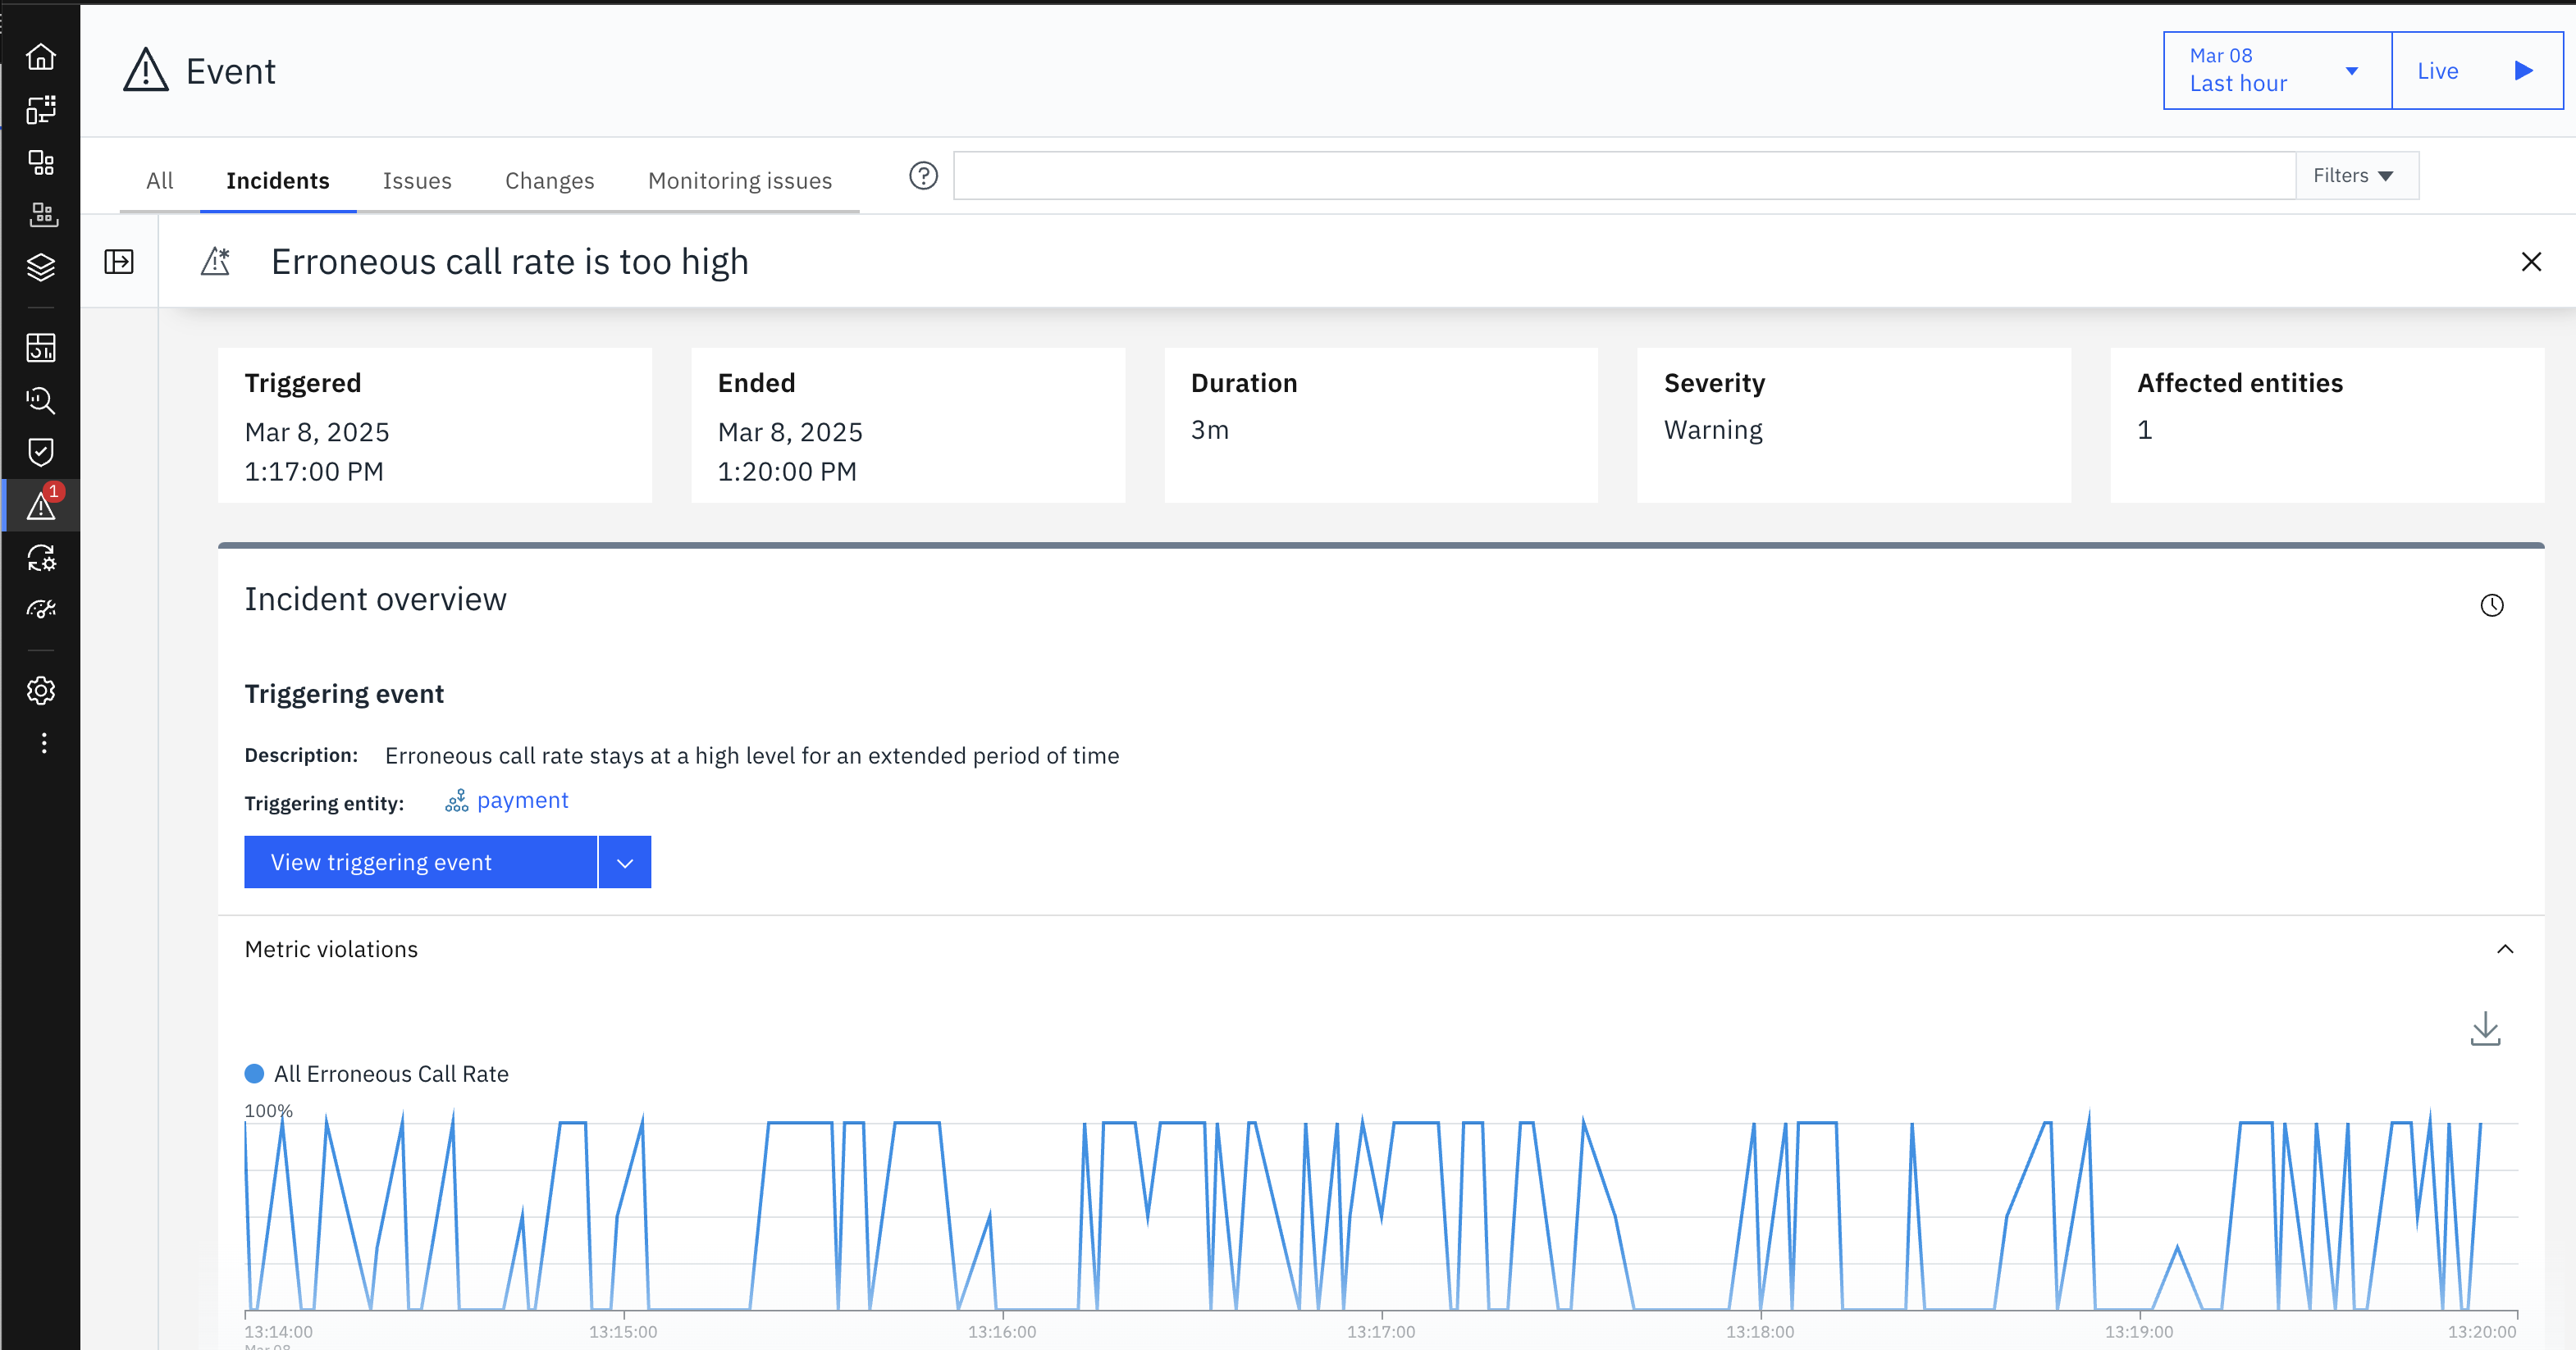 Event
Mar 08
Last hour
Live
All
Incidents
Issues
Changes
Monitoring issues
Filters
Erroneous call rate is too high
Triggered
Mar 8, 2025
1:17:00 PM
Ended
Mar 8, 2025
1:20:00 PM
Duration
3m
Severity
Warning
Affected entities
1
1
Incident overview
Triggering event
Description: Erroneous call rate stays at a high level for an extended period of time
Triggering entity: payment
View triggering event
Metric violations
All Erroneous Call Rate
100%
13:14:00
13:15:00
13:16:00
13:17:00
13:18:00
13:19:00
13:20:00
Mar 08